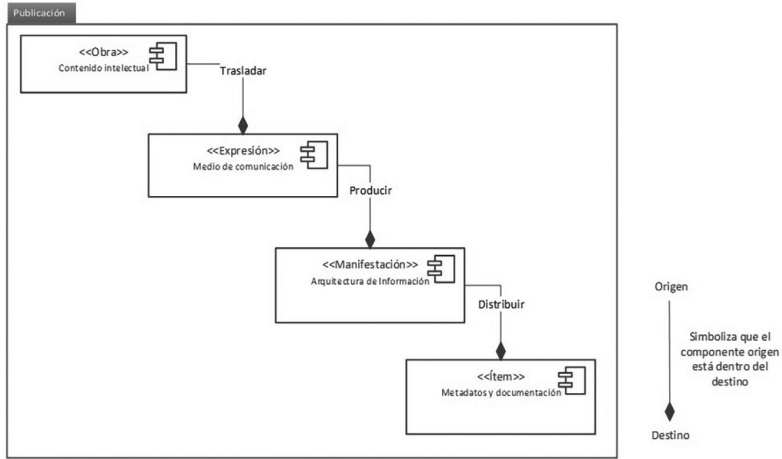 Publicación
<<Obra>>
Contenido intelectual
Trasladar
<<Expresión>>
Medio de comunicación
Producir
<<Manifestación>>
Arquitectura de Información
Distribuir
<<Ítem>>
Metadatos y documentación
Origen
Simboliza que el
componente origen
está dentro del
destino
Destino